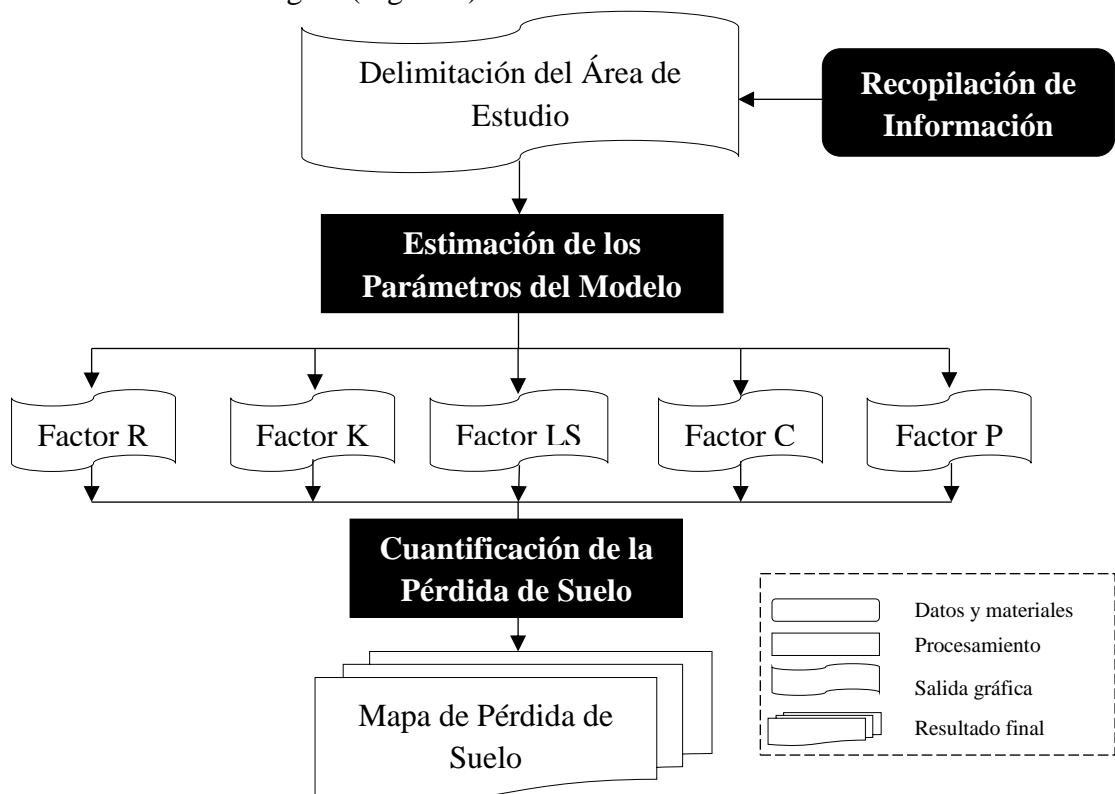 Delimitación del Área de
Estudio
Recopilación de
Información
Estimación de los
Parámetros del Modelo
Factor R
Factor K
Factor LS
Factor C
Factor P
Cuantificación de la
Pérdida de Suelo
Mapa de Pérdida de
Suelo
Datos y materiales
Procesamiento
Salida gráfica
Resultado final